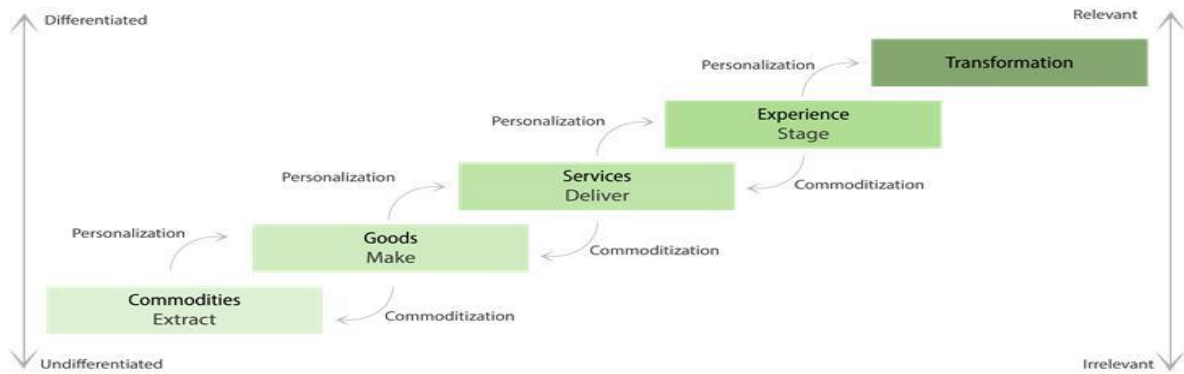 Differentiated
Relevant
Personalization
Transformation
Personalization
Experience
Stage
Personalization
Services
Deliver
Commoditization
Personalization
Goods
Make
Commoditization
Commodities
Extract
Commoditization
Undifferentiated
Irrelevant